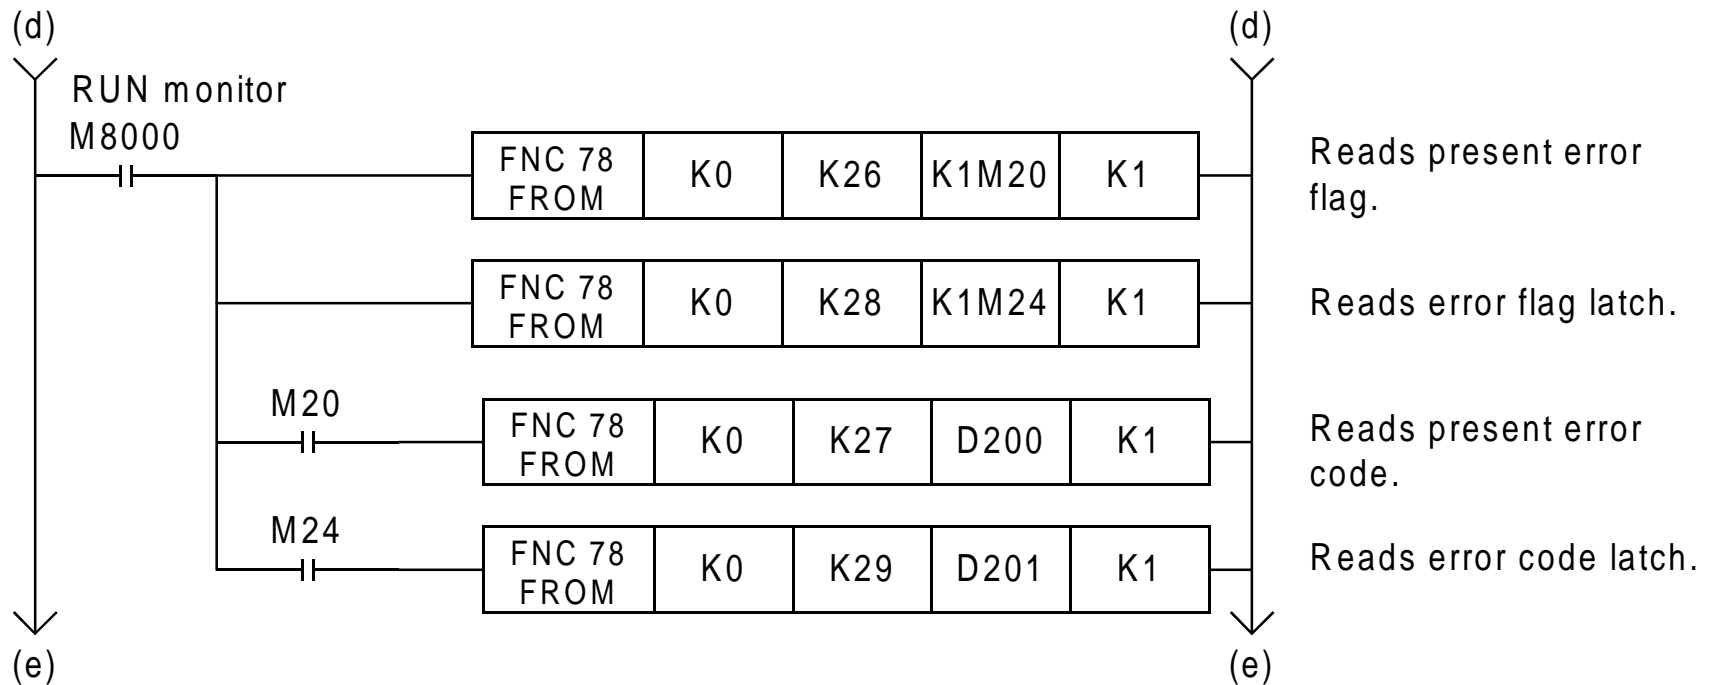 (d) (d)
RUN monitor
M8000
FNC 78
FROM K0 K26 K1M20 K1
Reads present error
flag.
FNC 78
FROM K0 K28 K1M24 K1
Reads error flag latch.
M20
FNC 78
FROM K0 K27 D200 K1
Reads present error
code.
M24
FNC 78
FROM K0 K29 D201 K1
Reads error code latch.
(e) (e)